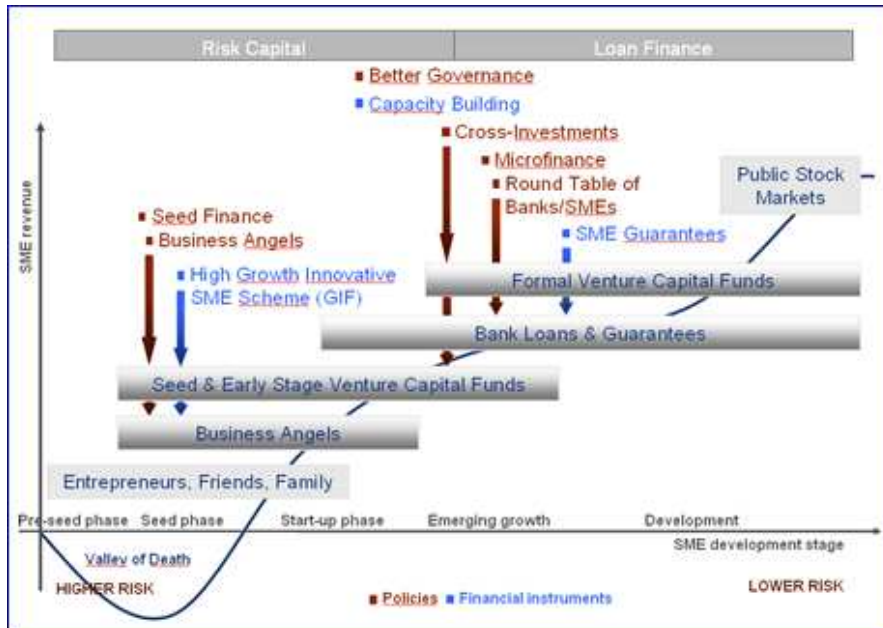 Risk Capital
Loan Finance
Better Governance
Capacity Building
Cross-Investments
Microfinance
Round Table of
Banks/SMEs
Public Stock
Markets
SME revenue
Seed Finance
Business Angels
SME Guarantees
High Growth Innovative
SME Scheme (GIF)
Formal Venture Capital Funds
Bank Loans & Guarantees
Seed & Early Stage Venture Capital Funds
Business Angels
Entrepreneurs, Friends, Family
Pre-seed phase
Seed phase
Start-up phase
Emerging growth
Development
SME development stage
Valley of Death
HIGHER RISK
LOWER RISK
Policies
Financial instruments